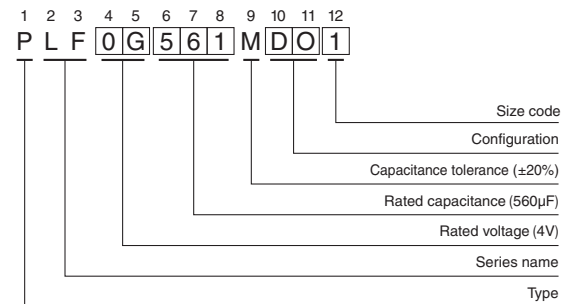 1 2 3 4 5 6 7 8 9 10 11 12
P L F 0 G 5 6 1 M D O 1
Size code
Configuration
Capacitance tolerance (±20%)
Rated capacitance (560µF)
Rated voltage (4V)
Series name
Type